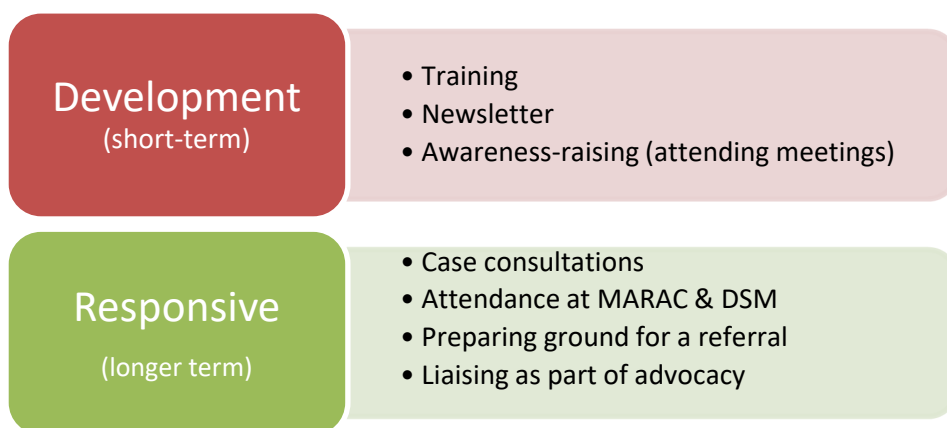 Development
(short-term)
• Training
• Newsletter
• Awareness-raising (attending meetings)
Responsive
(longer term)
• Case consultations
• Attendance at MARAC & DSM
• Preparing ground for a referral
• Liaising as part of advocacy